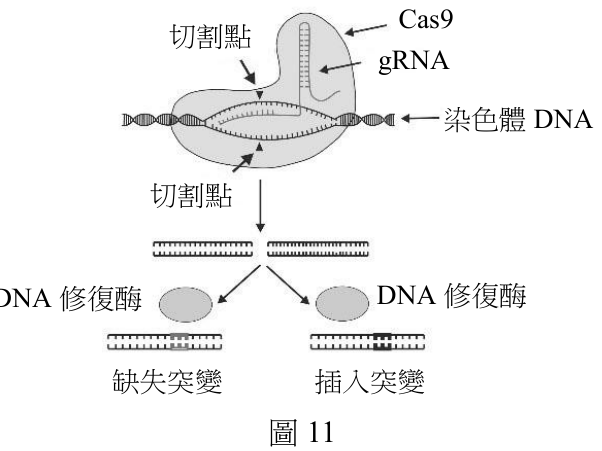 切割點
Cas9
gRNA
染色體 DNA
切割點
DNA 修復酶
DNA 修復酶
缺失突變
插入突變
圖 11